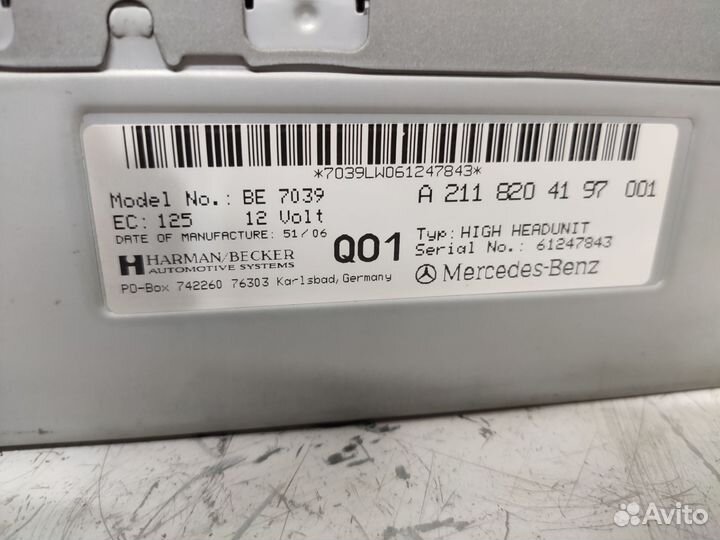 *7039LW061247843*
Model No.: BE 7039
A 211 820 41 97 001
EC: 125 12 Volt
Typ: HIGH HEADUNIT
DATE OF MANUFACTURE: 51/06
Serial No.: 61247843
Q01
HARMAN/BECKER
AUTOMOTIVE SYSTEMS
Mercedes-Benz
PO-Box 742260 76303 Karlsbad, Germany
Avito